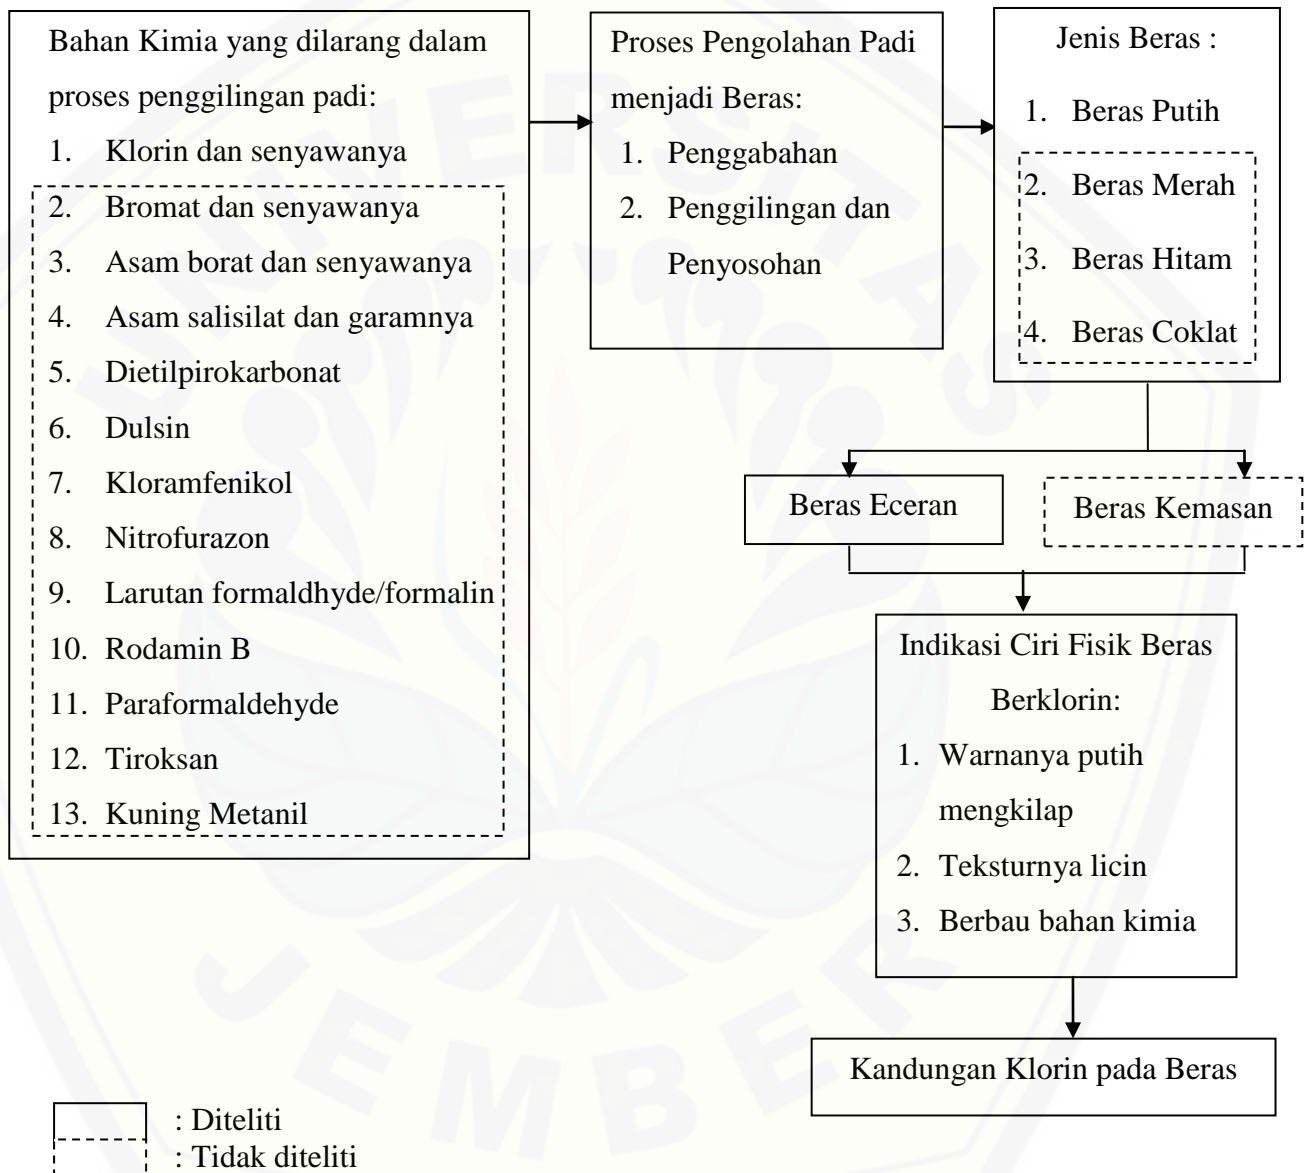 Bahan Kimia yang dilarang dalam
proses penggilingan padi:
1. Klorin dan senyawanya
2. Bromat dan senyawanya
3. Asam borat dan senyawanya
4. Asam salisilat dan garamnya
5. Dietilpirokarbonat
6. Dulsin
7. Kloramfenikol
8. Nitrofurazon
9. Larutan formaldhyde/formalin
10. Rodamin B
11. Paraformaldehyde
12. Tiroksan
13. Kuning Metanil
Proses Pengolahan Padi
menjadi Beras:
1. Penggabahan
2. Penggilingan dan
Penyosohan
Jenis Beras :
1. Beras Putih
2. Beras Merah
3. Beras Hitam
4. Beras Coklat
Beras Eceran
Beras Kemasan
Indikasi Ciri Fisik Beras
Berklorin:
1. Warnanya putih
mengkilap
2. Teksturnya licin
3. Berbau bahan kimia
Kandungan Klorin pada Beras
: Diteliti
: Tidak diteliti
UNIVERSITAS
JEMBER